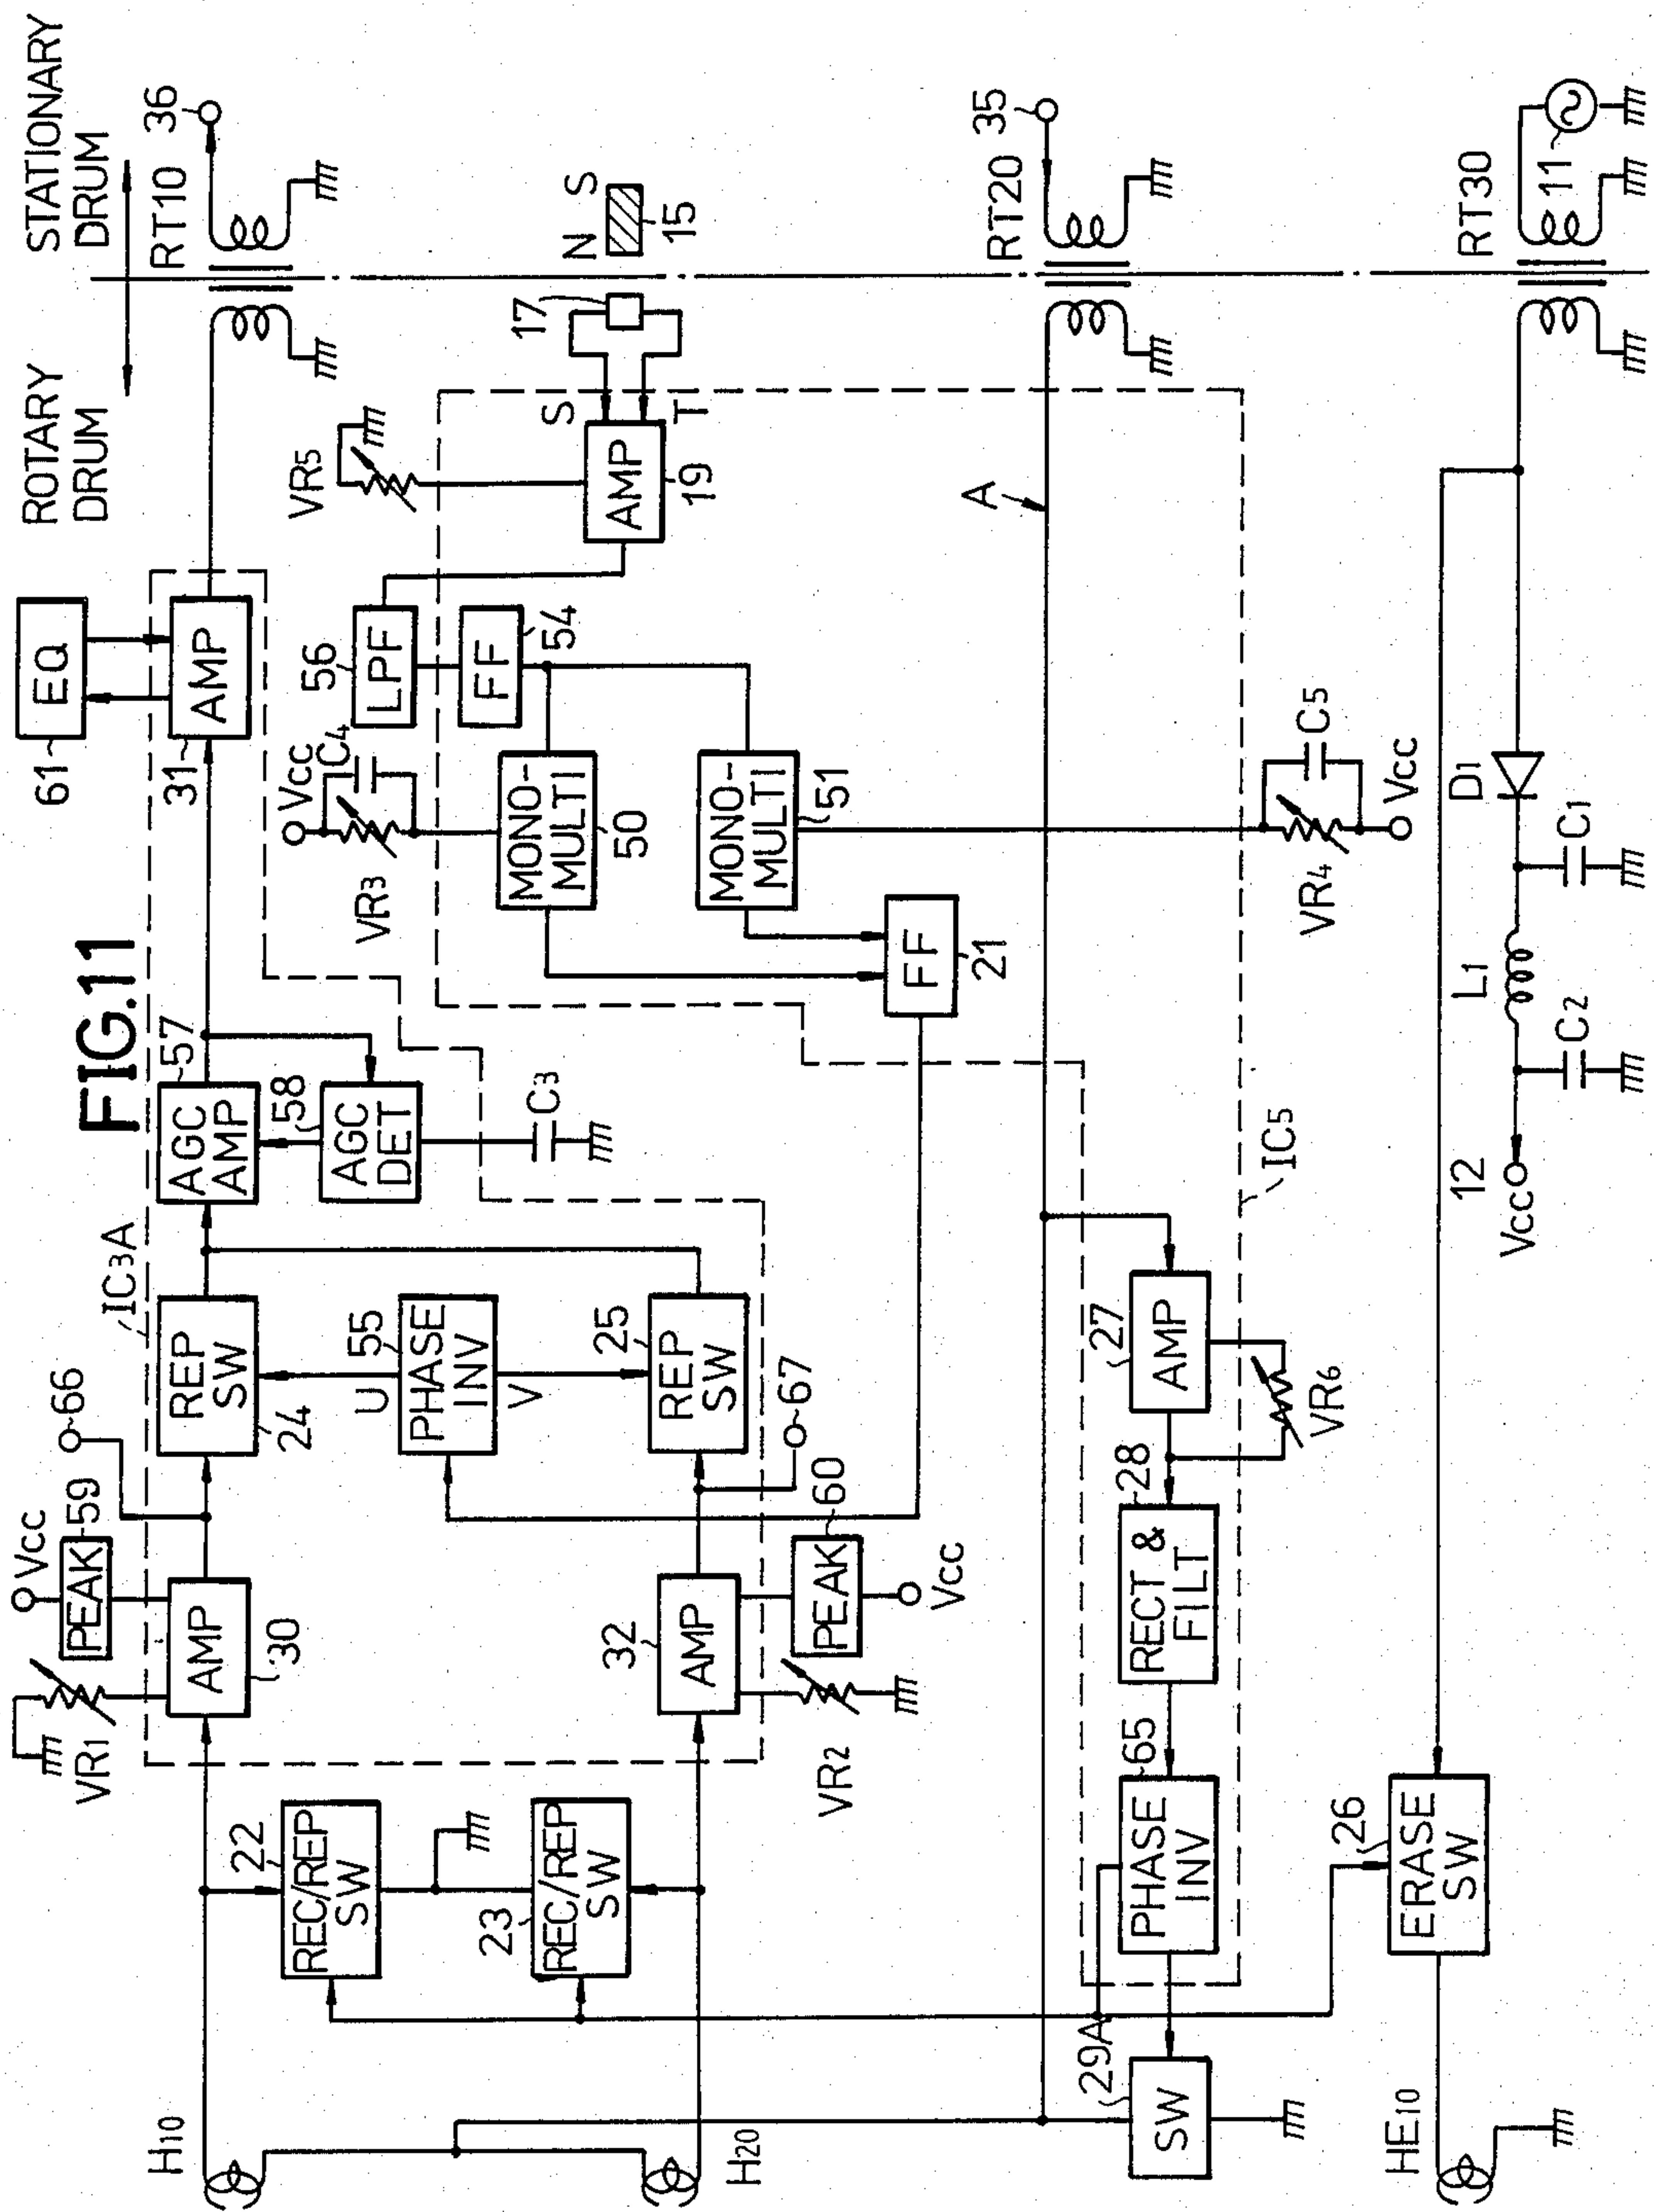 FIG.11
ROTARY
DRUM
STATIONARY
DRUM
H10
VR1
Vcc
PEAK
59
66
AMP
30
IC3A
REP
SW
24
AGC
AMP
57
58
AGC
DET
C3
61
EQ
31
AMP
RT10
36
22
REC/REP
SW
23
REC/REP
SW
U
55
PHASE
INV
V
25
REP
SW
67
32
AMP
PEAK
60
Vcc
VR2
H20
Vcc
C4
VR3
56
LPF
FF
54
MONO-
MULTI
50
MONO-
MULTI
51
FF
21
VR5
S
T
AMP
19
17
N
S
15
A
RT20
35
VR4
C5
Vcc
29A
SW
PHASE
INV
65
RECT &
FILT
28
27
AMP
VR6
IC5
26
ERASE
SW
HE10
12
Vcc
C2
L1
C1
D1
RT30
11